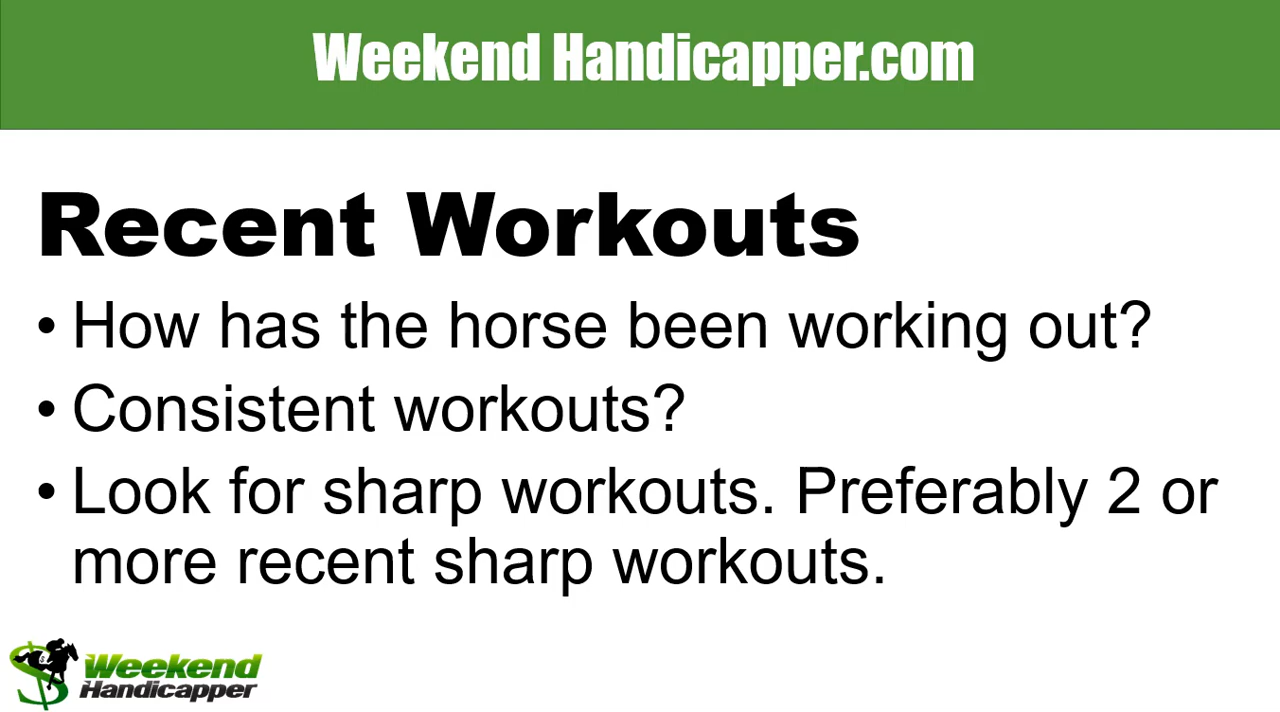 Weekend Handicapper.com
Recent Workouts
• How has the horse been working out?
• Consistent workouts?
• Look for sharp workouts. Preferably 2 or
more recent sharp workouts.
Weekend
Handicapper